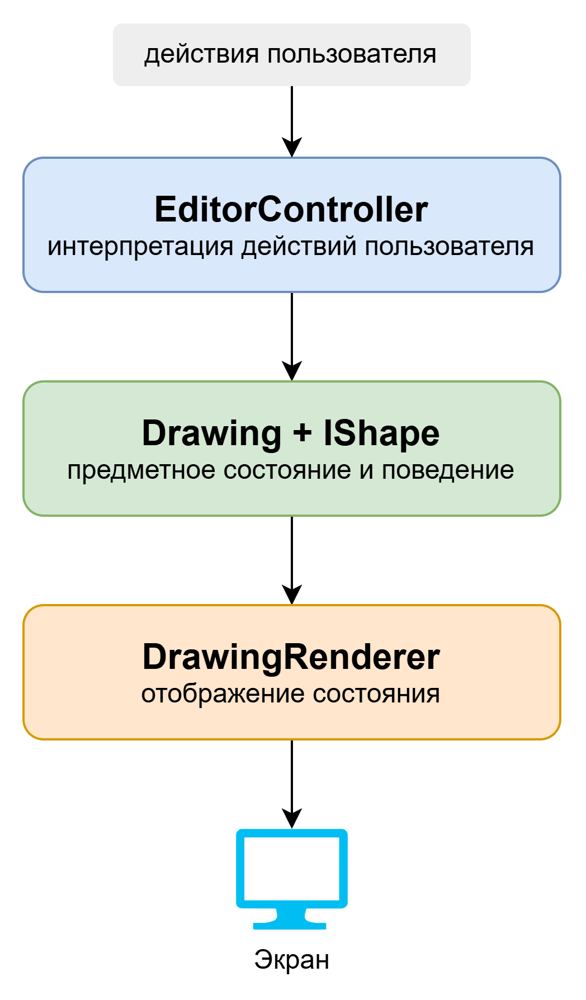 действия пользователя
EditorController
интерпретация действий пользователя
Drawing + IShape
предметное состояние и поведение
DrawingRenderer
отображение состояния
Экран